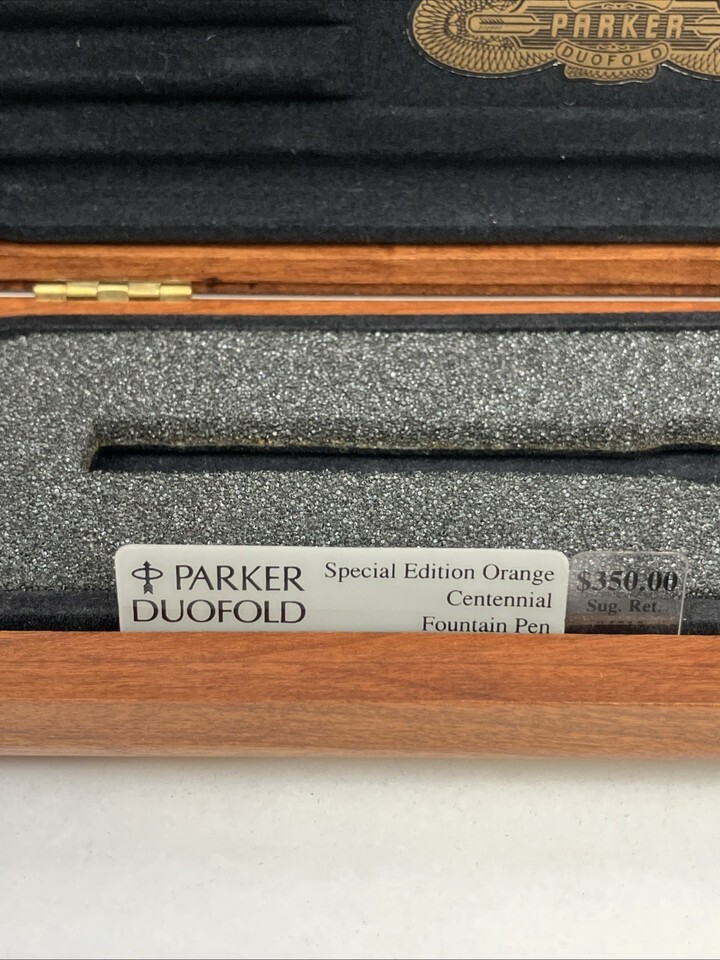 PARKER
DUOFOLD
PARKER
DUOFOLD
Special Edition Orange
Centennial
Fountain Pen
$350.00
Sug. Ret.